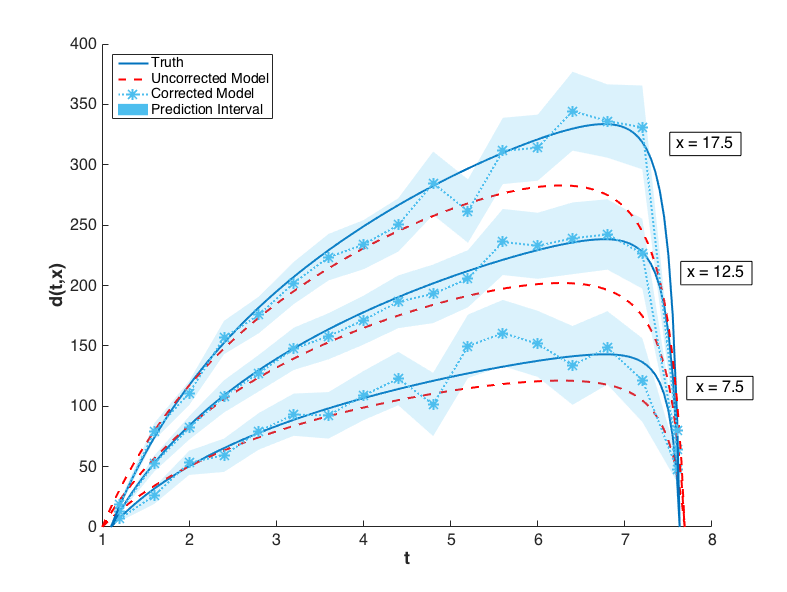 400
350
300
250
200
150
100
50
0
d(t,x)
Truth
Uncorrected Model
Corrected Model
Prediction Interval
x = 17.5
x = 12.5
x = 7.5
1 2 3 4 5 6 7 8
t